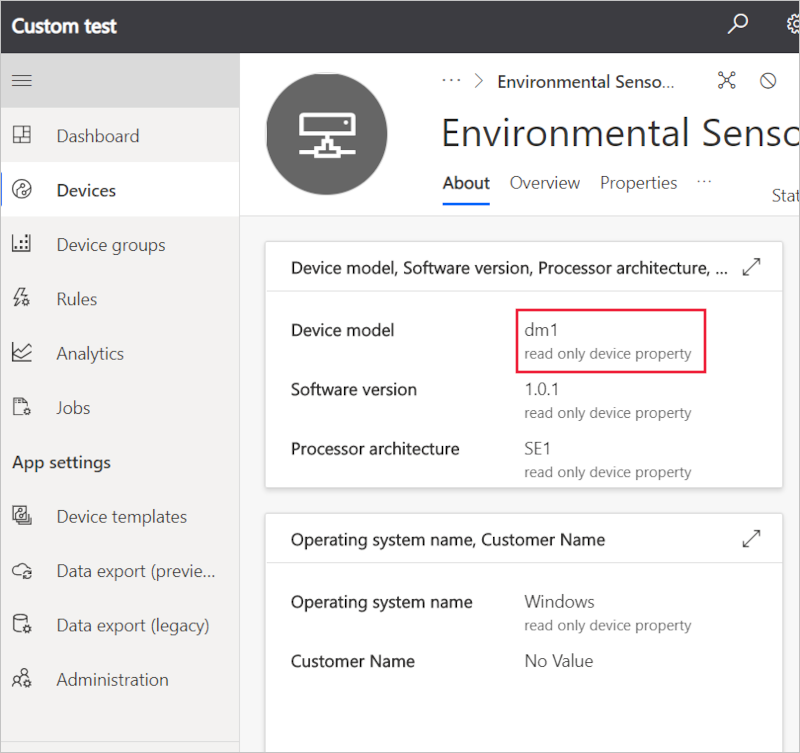 Custom test
··· > Environmental Senso...
Environmental Senso
About Overview Properties ···
Stat
Dashboard
Devices
Device groups
Rules
Analytics
Jobs
App settings
Device templates
Data export (previe...
Data export (legacy)
Administration
Device model, Software version, Processor architecture, ...
Device model dm1
read only device property
Software version 1.0.1
read only device property
Processor architecture SE1
read only device property
Operating system name, Customer Name
Operating system name Windows
read only device property
Customer Name No Value